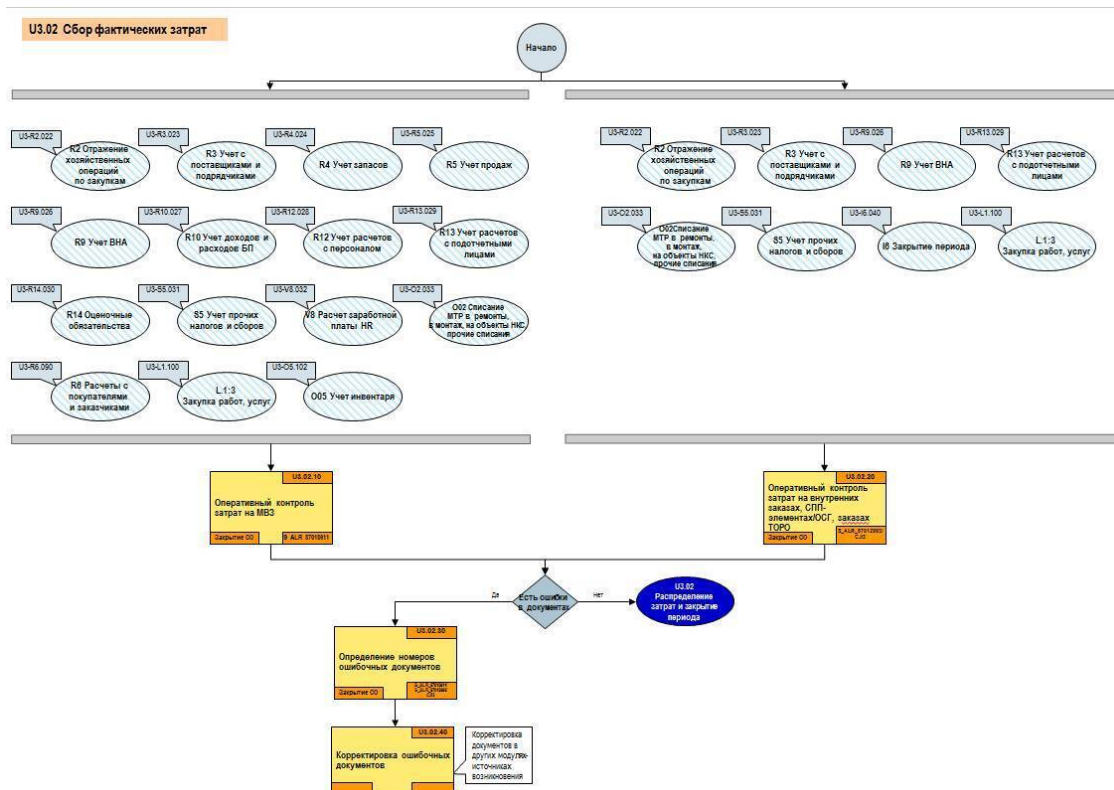 U3.02 Сбор фактических затрат
Начало
U3-R2.022
R2 Отражение
хозяйственных
операций
по закупкам
U3-R3.023
R3 Учет с
поставщиками и
подрядчиками
U3-R4.024
R4 Учет запасов
U3-R5.025
R5 Учет продаж
U3-R9.026
R9 Учет ВНА
U3-R10.027
R10 Учет доходов и
расходов БП
U3-R12.028
R12 Учет расчетов
с персоналом
U3-R13.029
R13 Учет расчетов
с подотчетными
лицами
U3-R14.030
R14 Оценочные
обязательства
U3-S5.031
S5 Учет прочих
налогов и сборов
U3-V8.032
V8 Расчет заработной
платы HR
U3-O2.033
O02 Списание
МТР в ремонты,
в монтаж, на объекты НКС,
прочие списания
U3-R6.090
R6 Расчеты с
покупателями
и заказчиками
U3-L1.100
L.1:3
Закупка работ, услуг
U3-O5.102
O05 Учет инвентаря
U3-R2.022
R2 Отражение
хозяйственных
операций
по закупкам
U3-R3.023
R3 Учет с
поставщиками и
подрядчиками
U3-R9.026
R9 Учет ВНА
U3-R13.029
R13 Учет расчетов
с подотчетными
лицами
U3-O2.033
O02Списание
МТР в ремонты,
в монтаж,
на объекты НКС,
прочие списания
U3-S5.031
S5 Учет прочих
налогов и сборов
U3-I6.040
I6 Закрытие периода
U3-L1.100
L.1:3
Закупка работ, услуг
U3.02.10
Оперативный контроль
затрат на МВЗ
Закрытие СО
U3.02.20
Оперативный контроль
затрат на внутренних
заказах, СПП-
элементах/ОСГ, заказах
ТОРО
Закрытие СО
Есть ошибки
в документах
Да
нет
U3.02
Распределение
затрат и закрытие
периода
U3.02.30
Определение номеров
ошибочных документов
Закрытие СО
U3.02.40
Корректировка ошибочных
документов
Корректировка
документов в
других модулях-
источниках
возникновения